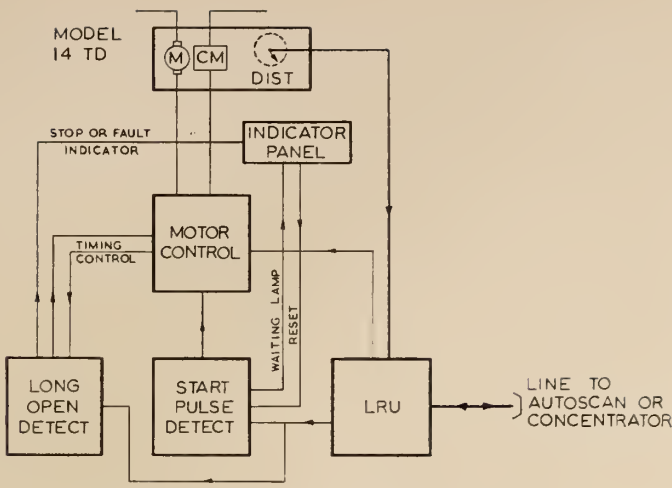 MODEL
14 TD
M
CM
DIST
STOP OR FAULT
INDICATOR
INDICATOR
PANEL
MOTOR
CONTROL
TIMING
CONTROL
WAITING LAMP
RESET
LONG
OPEN
DETECT
START
PULSE
DETECT
LRU
LINE TO
AUTOSCAN OR
CONCENTRATOR